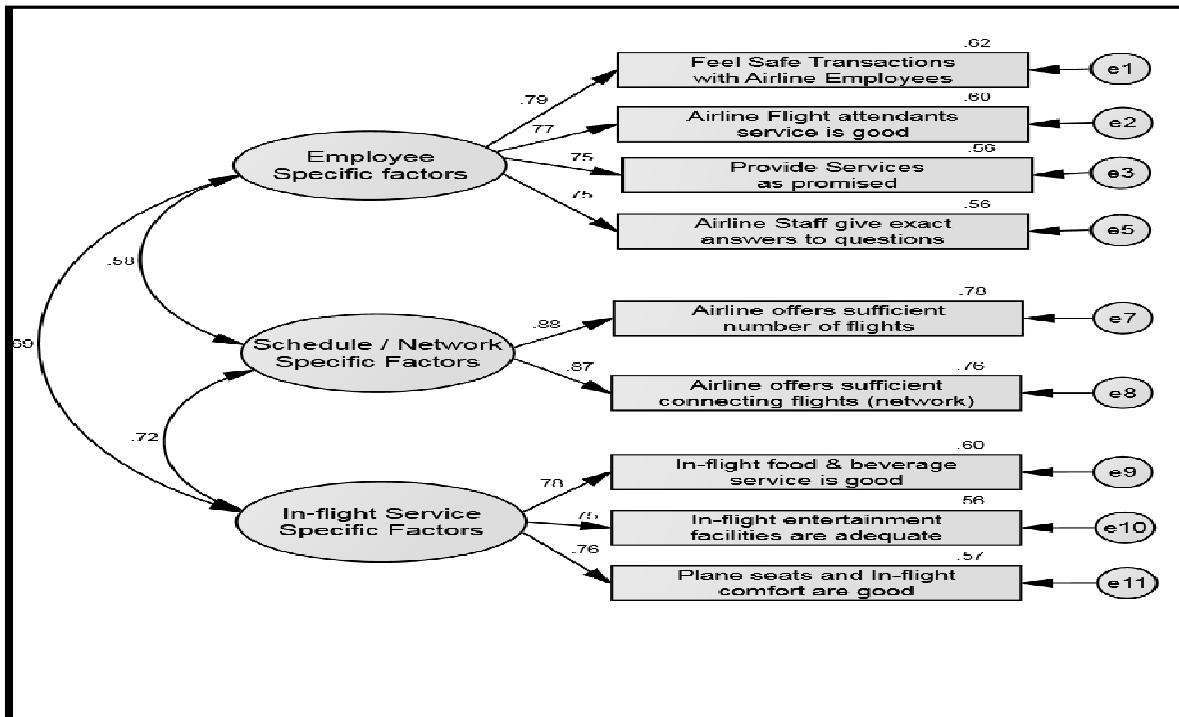 .62
Feel Safe Transactions
with Airline Employees
e1
.79
.60
Airline Flight attendants
service is good
e2
77
Employee
Specific factors
.56
Provide Services
as promised
e3
75
.56
Airline Staff give exact
answers to questions
e5
75
.58
.78
Airline offers sufficient
number of flights
e7
.88
69
Schedule / Network
Specific Factors
.76
Airline offers sufficient
connecting flights (network)
e8
.87
.72
.60
In-flight food & beverage
service is good
e9
78
In-flight Service
Specific Factors
.56
In-flight entertainment
facilities are adequate
e10
75
.57
Plane seats and In-flight
comfort are good
e11
.76